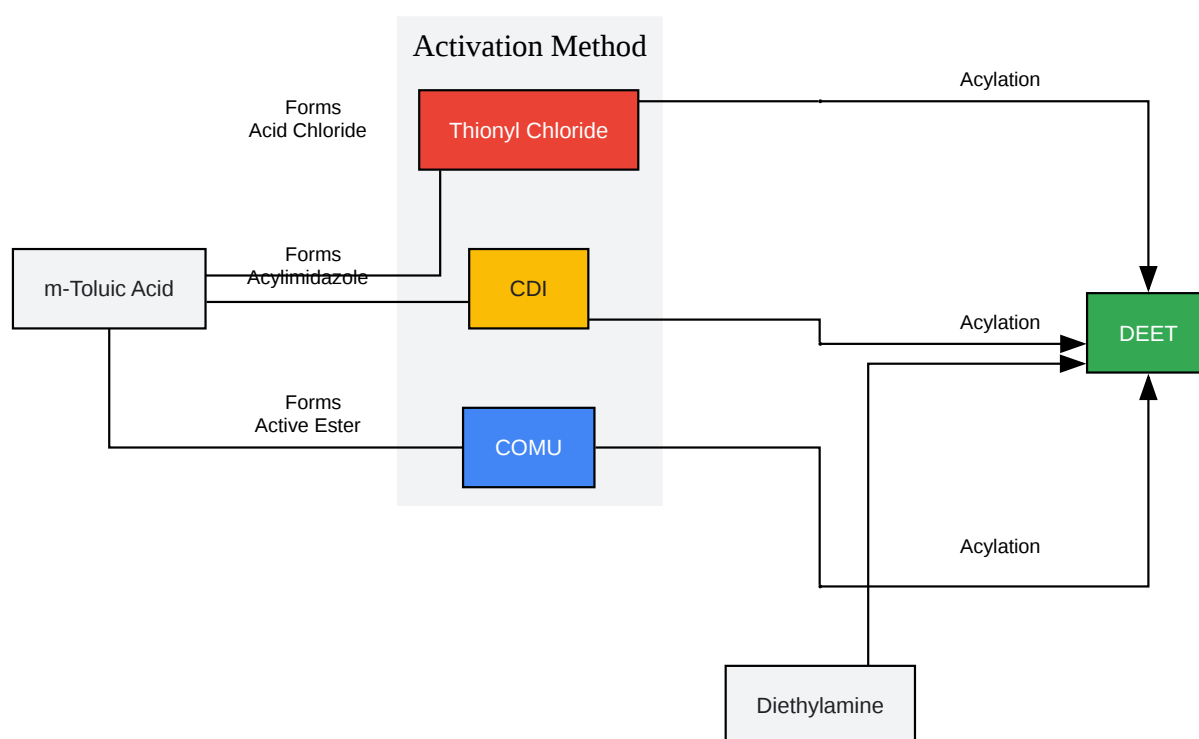 Activation Method
Forms
Acid Chloride
Thionyl Chloride
Acylation
m-Toluic Acid
Forms
Acylimidazole
CDI
Acylation
DEET
Forms
Active Ester
COMU
Acylation
Diethylamine